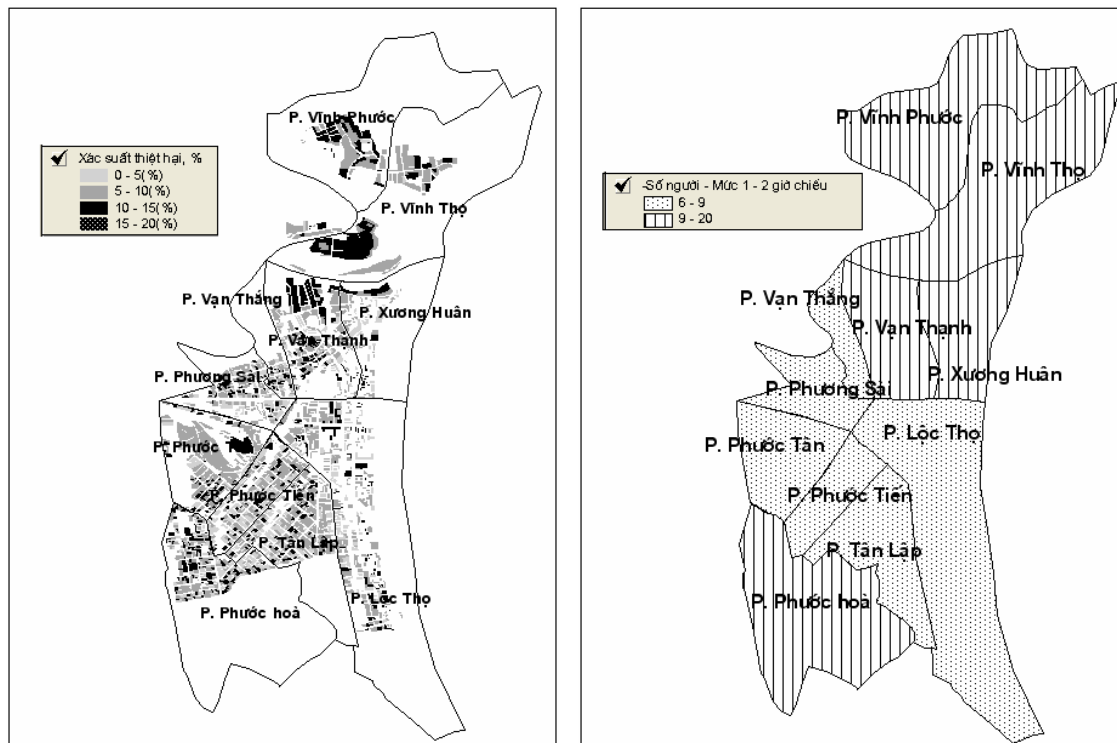 P. Vĩnh Phước
Xác suất thiệt hại, %
0 - 5(%)
5 - 10(%)
10 - 15(%)
15 - 20(%)
P. Vĩnh Thọ
P. Vạn Thắng
P. Xương Huân
P. Vạn Thạnh
P. Phương Sài
P. Phước Tân
P. Phước Tiến
P. Tân Lập
P. Lộc Thọ
P. Phước hoà
P. Vĩnh Phước
P. Vĩnh Thọ
-Số người - Mức 1 - 2 giờ chiều
6 - 9
9 - 20
P. Vạn Thắng
P. Vạn Thạnh
P. Xương Huân
P. Phương Sài
P. Lộc Thọ
P. Phước Tân
P. Phước Tiến
P. Tân Lập
P. Phước hoà